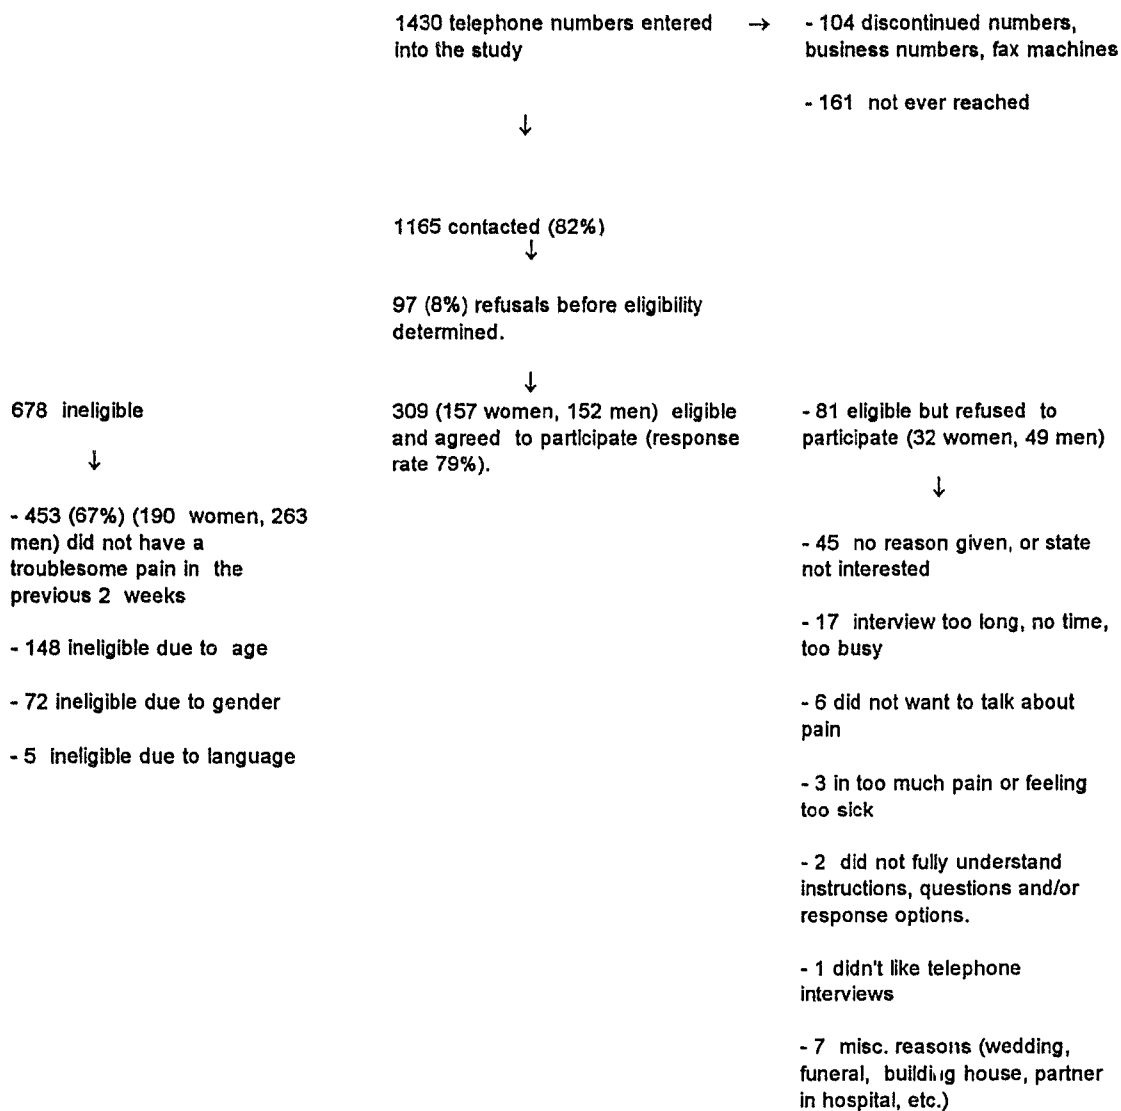 1430 telephone numbers entered
into the study
→
- 104 discontinued numbers,
business numbers, fax machines
- 161 not ever reached
↓
1165 contacted (82%)
↓
97 (8%) refusals before eligibility
determined.
↓
678 ineligible
↓
- 453 (67%) (190 women, 263
men) did not have a
troublesome pain in the
previous 2 weeks
- 148 ineligible due to age
- 72 ineligible due to gender
- 5 ineligible due to language
309 (157 women, 152 men) eligible
and agreed to participate (response
rate 79%).
- 81 eligible but refused to
participate (32 women, 49 men)
↓
- 45 no reason given, or state
not interested
- 17 interview too long, no time,
too busy
- 6 did not want to talk about
pain
- 3 in too much pain or feeling
too sick
- 2 did not fully understand
instructions, questions and/or
response options.
- 1 didn't like telephone
interviews
- 7 misc. reasons (wedding,
funeral, building house, partner
in hospital, etc.)